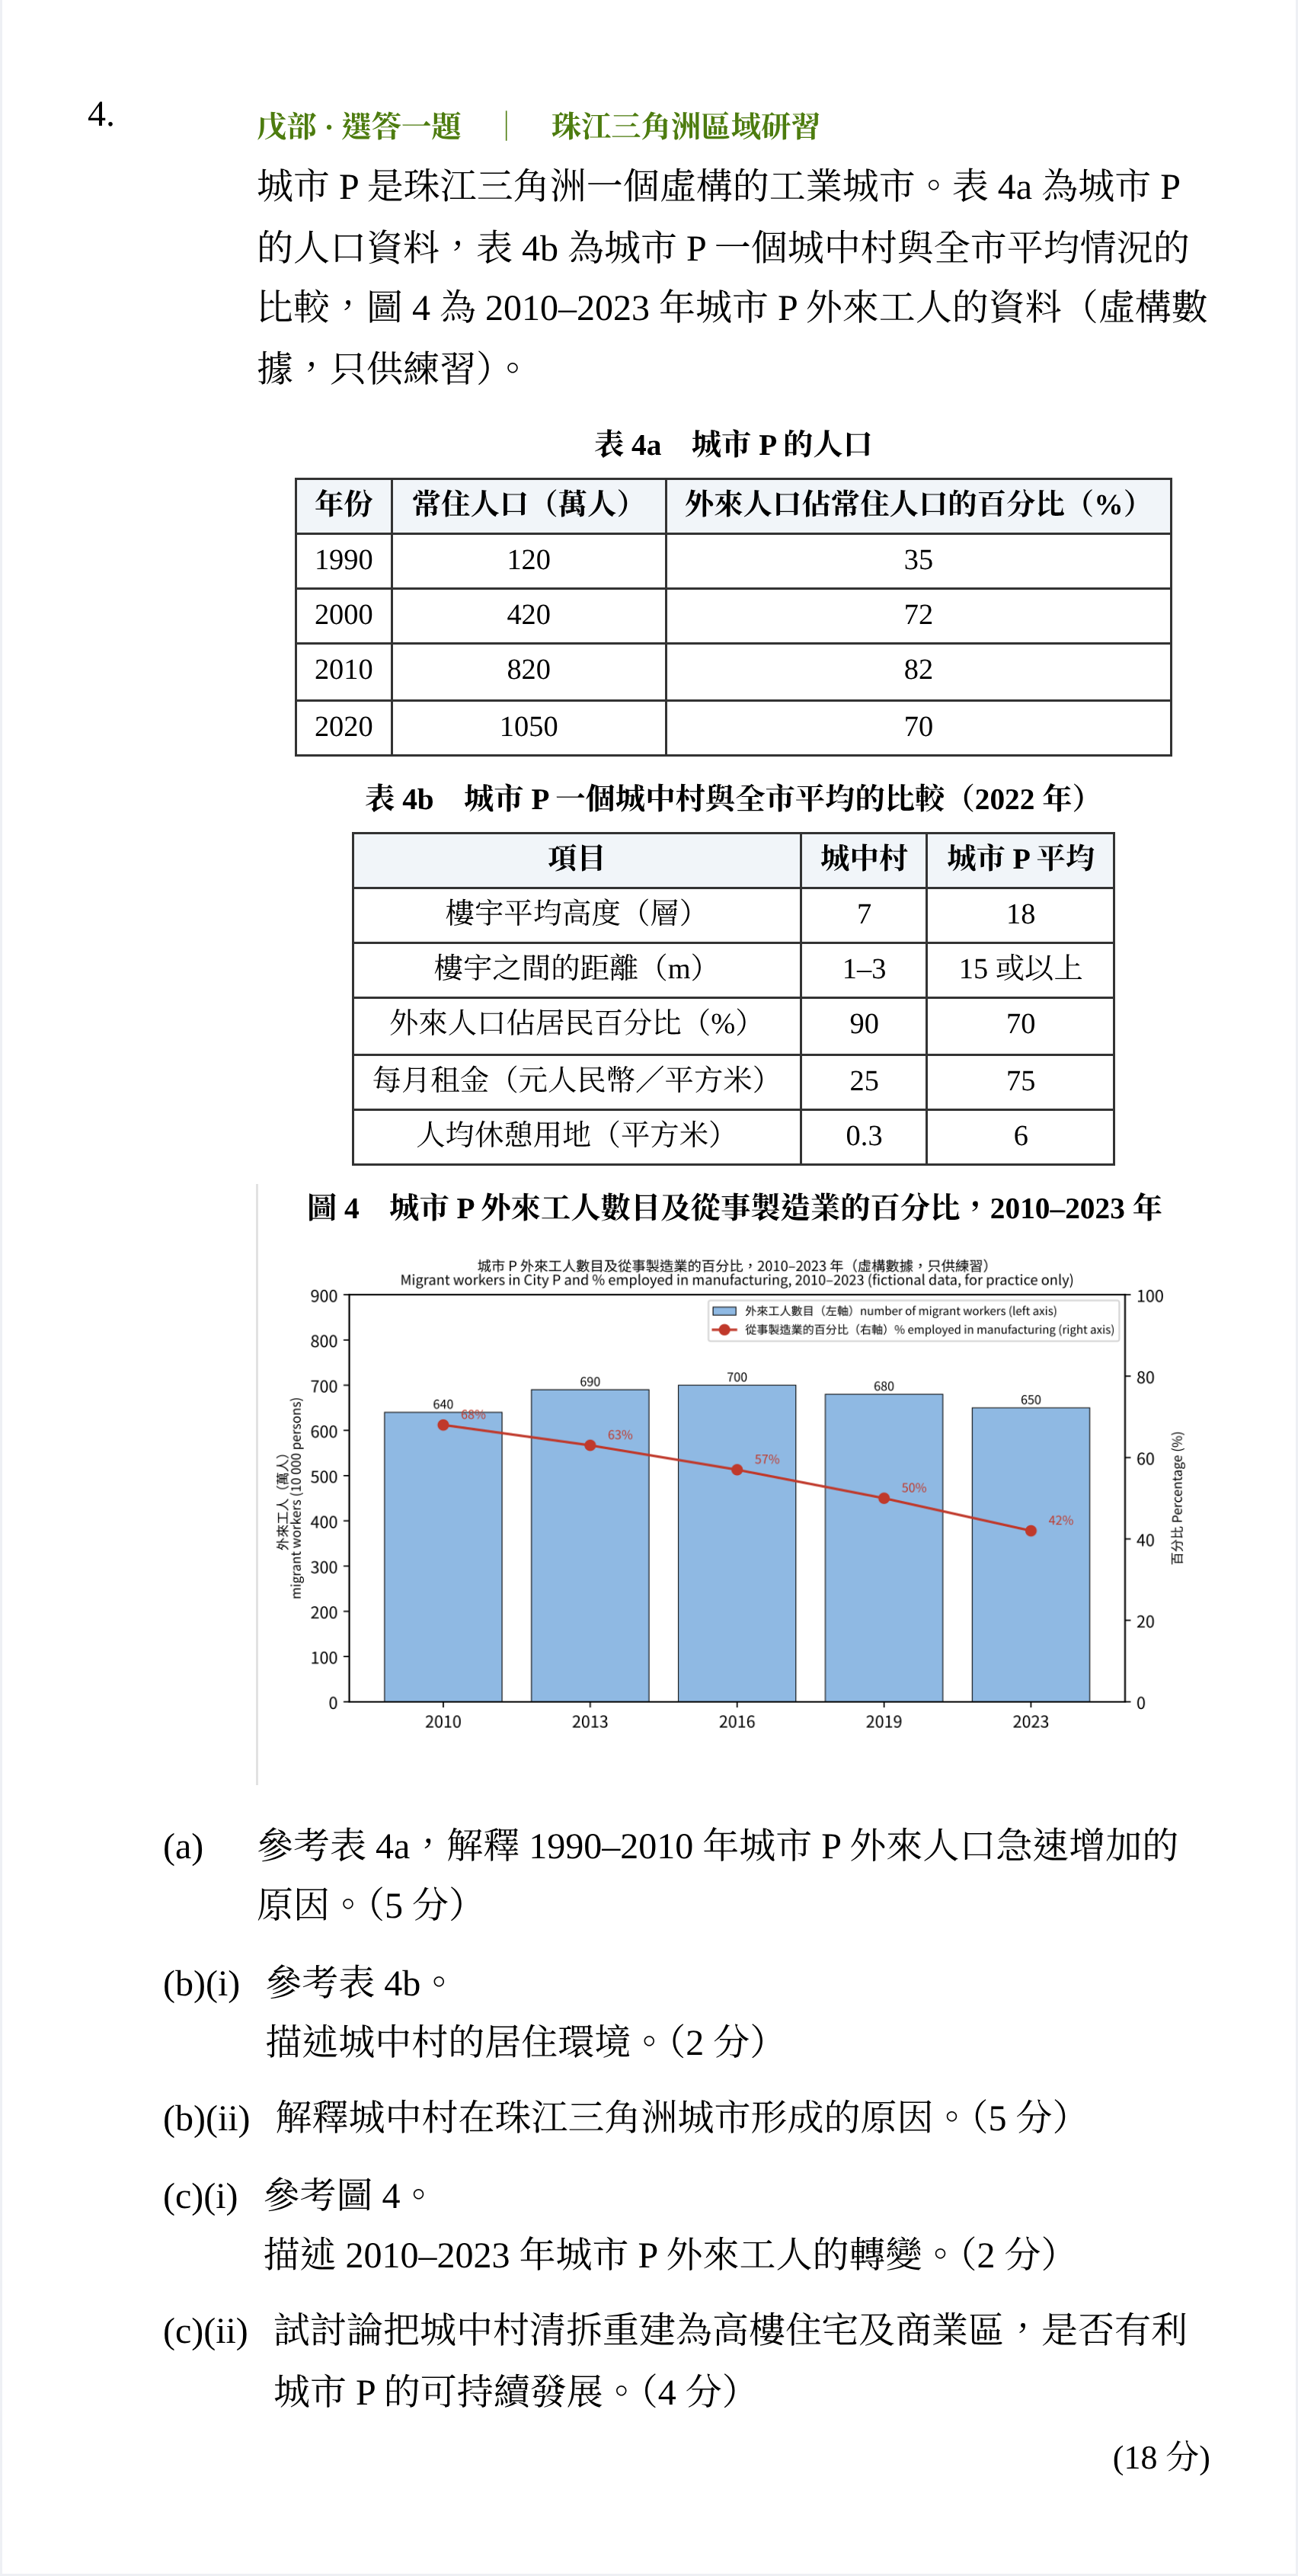 4.
戊部 · 選答一題 ｜ 珠江三角洲區域研習
城市 P 是珠江三角洲一個虛構的工業城市。表 4a 為城市 P
的人口資料，表 4b 為城市 P 一個城中村與全市平均情況的
比較，圖 4 為 2010–2023 年城市 P 外來工人的資料（虛構數
據，只供練習）。
表 4a 城市 P 的人口
年份 常住人口（萬人） 外來人口佔常住人口的百分比（%）
1990 120 35
2000 420 72
2010 820 82
2020 1050 70
表 4b 城市 P 一個城中村與全市平均的比較（2022 年）
項目 城中村 城市 P 平均
樓宇平均高度（層） 7 18
樓宇之間的距離（m） 1–3 15 或以上
外來人口佔居民百分比（%） 90 70
每月租金（元人民幣／平方米） 25 75
人均休憩用地（平方米） 0.3 6
圖 4 城市 P 外來工人數目及從事製造業的百分比，2010–2023 年
城市 P 外來工人數目及從事製造業的百分比，2010–2023 年（虛構數據，只供練習）
Migrant workers in City P and % employed in manufacturing, 2010–2023 (fictional data, for practice only)
外來工人數目（左軸）number of migrant workers (left axis)
從事製造業的百分比（右軸）% employed in manufacturing (right axis)
外來工人（萬人）
migrant workers (10 000 persons)
900
800
700
600
500
400
300
200
100
0
640
690
700
680
650
68%
63%
57%
50%
42%
100
80
60
40
20
0
百分比 Percentage (%)
2010 2013 2016 2019 2023
(a) 參考表 4a，解釋 1990–2010 年城市 P 外來人口急速增加的
原因。（5 分）
(b)(i) 參考表 4b。
描述城中村的居住環境。（2 分）
(b)(ii) 解釋城中村在珠江三角洲城市形成的原因。（5 分）
(c)(i) 參考圖 4。
描述 2010–2023 年城市 P 外來工人的轉變。（2 分）
(c)(ii) 試討論把城中村清拆重建為高樓住宅及商業區，是否有利
城市 P 的可持續發展。（4 分）
(18 分)